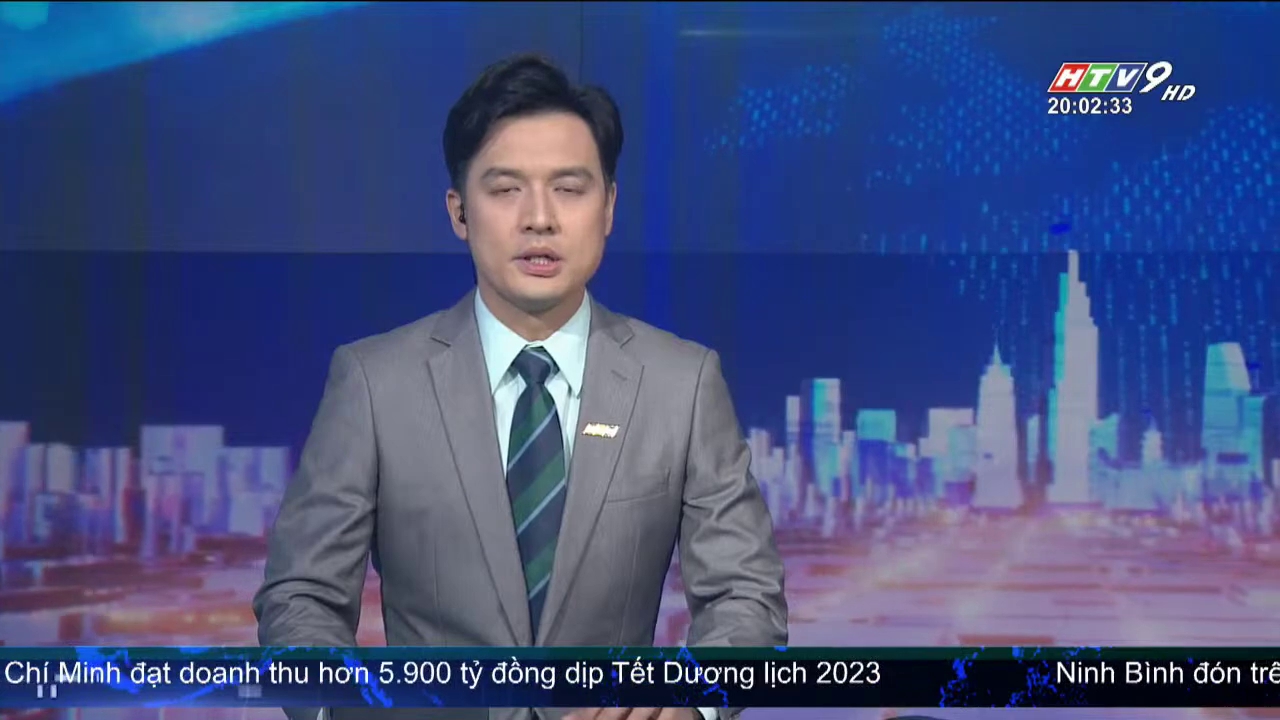 HTV9 HD
20:02:33
Chí Minh đạt doanh thu hơn 5.900 tỷ đồng dịp Tết Dương lịch 2023 Ninh Bình đón